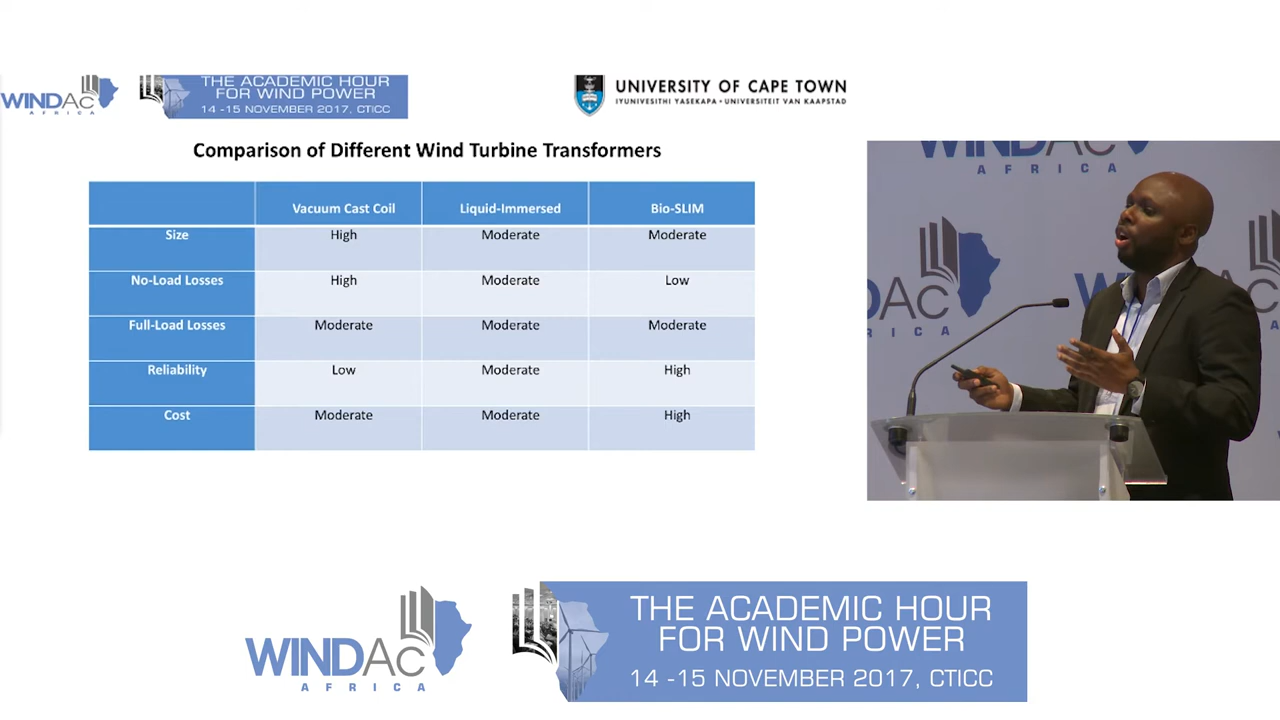 WINDAC
AFRICA
THE ACADEMIC HOUR
FOR WIND POWER
14 -15 NOVEMBER 2017, CTICC
UNIVERSITY OF CAPE TOWN
IYUNIVESITHI YASEKAPA • UNIVERSITEIT VAN KAAPSTAD
Comparison of Different Wind Turbine Transformers
Vacuum Cast Coil Liquid-Immersed Bio-SLIM
Size High Moderate Moderate
No-Load Losses High Moderate Low
Full-Load Losses Moderate Moderate Moderate
Reliability Low Moderate High
Cost Moderate Moderate High
WINDAC
AFRICA
DAC
RICA
WINDAC
AFRICA
THE ACADEMIC HOUR
FOR WIND POWER
14 -15 NOVEMBER 2017, CTICC